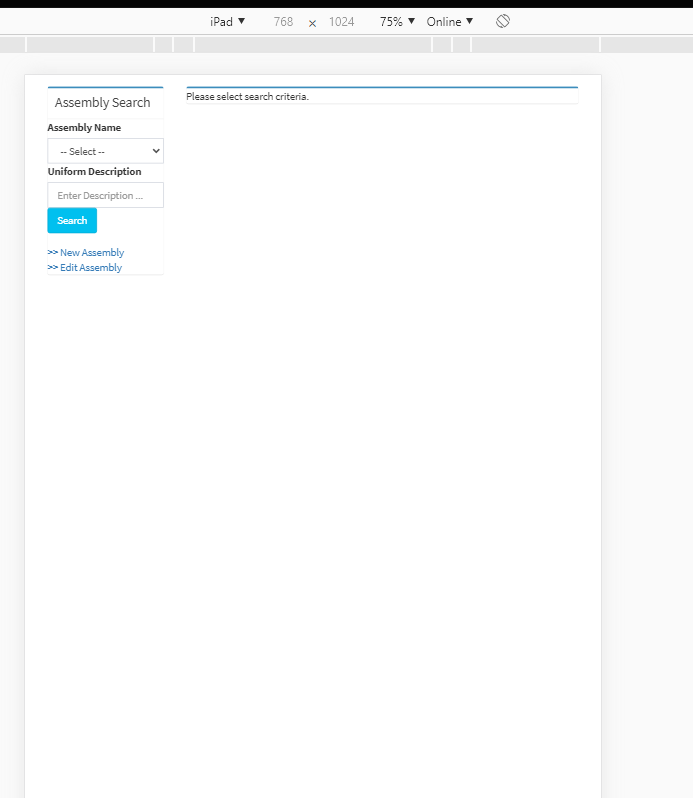 iPad ▼ 768 × 1024 75% ▼ Online ▼
Assembly Search
Assembly Name
-- Select --
Uniform Description
Enter Description ...
Search
>> New Assembly
>> Edit Assembly
Please select search criteria.